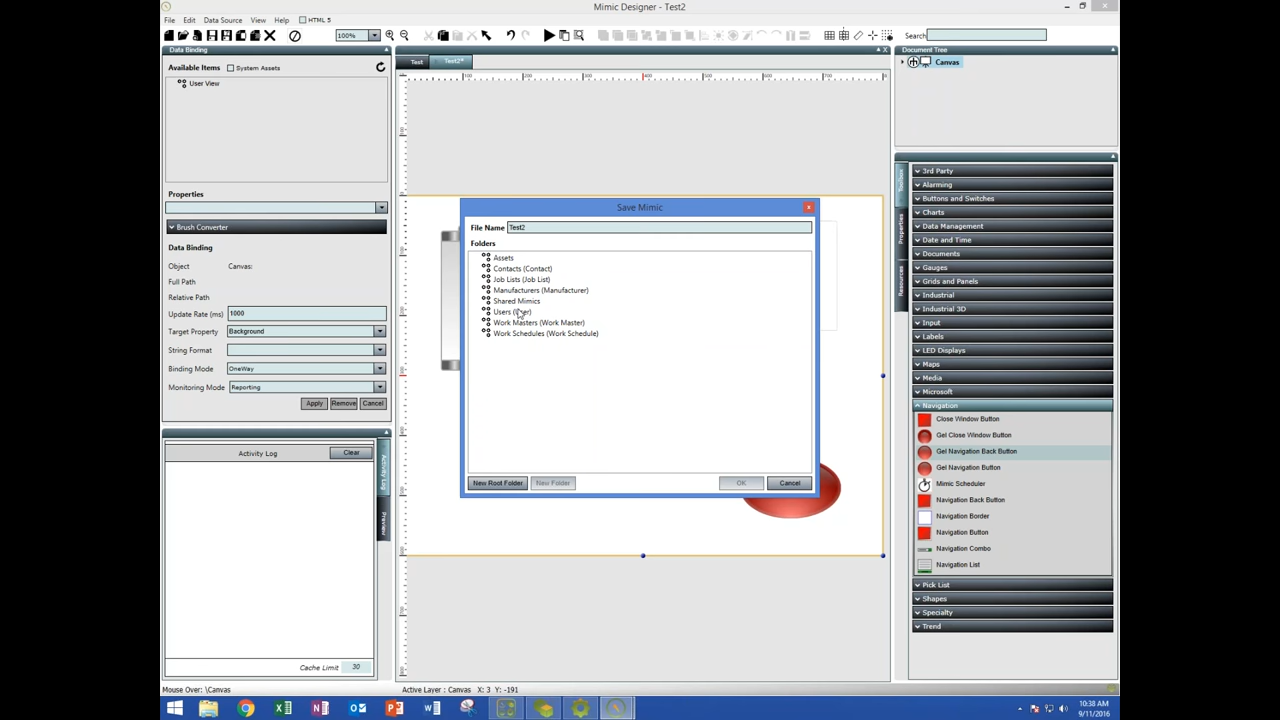 Mimic Designer - Test2
File Edit Data Source View Help HTML 5
100% Search
Data Binding
Available Items System Assets
User View
Properties
Brush Converter
Data Binding
Object Canvas:
Full Path
Relative Path
Update Rate (ms) 1000
Target Property Background
String Format
Binding Mode OneWay
Monitoring Mode Reporting
Apply Remove Cancel
Activity Log Clear
Activity Log
Preview
Cache Limit 30
Mouse Over: \Canvas
Test Test2*
Save Mimic
File Name Test2
Folders
Assets
Contacts (Contact)
Job Lists (Job List)
Manufacturers (Manufacturer)
Shared Mimics
Users (User)
Work Masters (Work Master)
Work Schedules (Work Schedule)
New Root Folder New Folder OK Cancel
Active Layer : Canvas X: 3 Y: -191
Document Tree
Canvas
Toolbox
Properties
Resources
3rd Party
Alarming
Buttons and Switches
Charts
Data Management
Date and Time
Documents
Gauges
Grids and Panels
Industrial
Industrial 3D
Input
Labels
LED Displays
Maps
Media
Microsoft
Navigation
Close Window Button
Gel Close Window Button
Gel Navigation Back Button
Gel Navigation Button
Mimic Scheduler
Navigation Back Button
Navigation Border
Navigation Button
Navigation Combo
Navigation List
Pick List
Shapes
Specialty
Trend
10:38 AM
9/11/2016